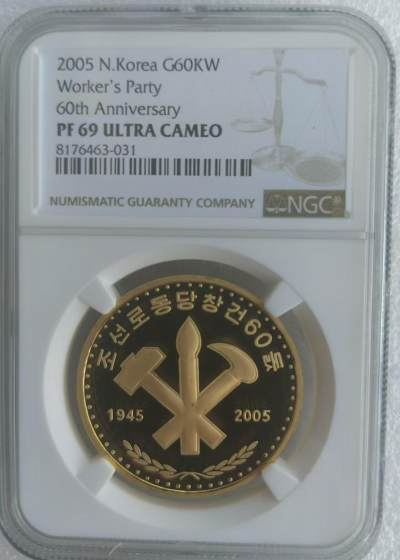 2005 N.Korea G60KW
Worker's Party
60th Anniversary
PF 69 ULTRA CAMEO
8176463-031
NUMISMATIC GUARANTY COMPANY
NGC
조선로동당창건60돐
1945
2005